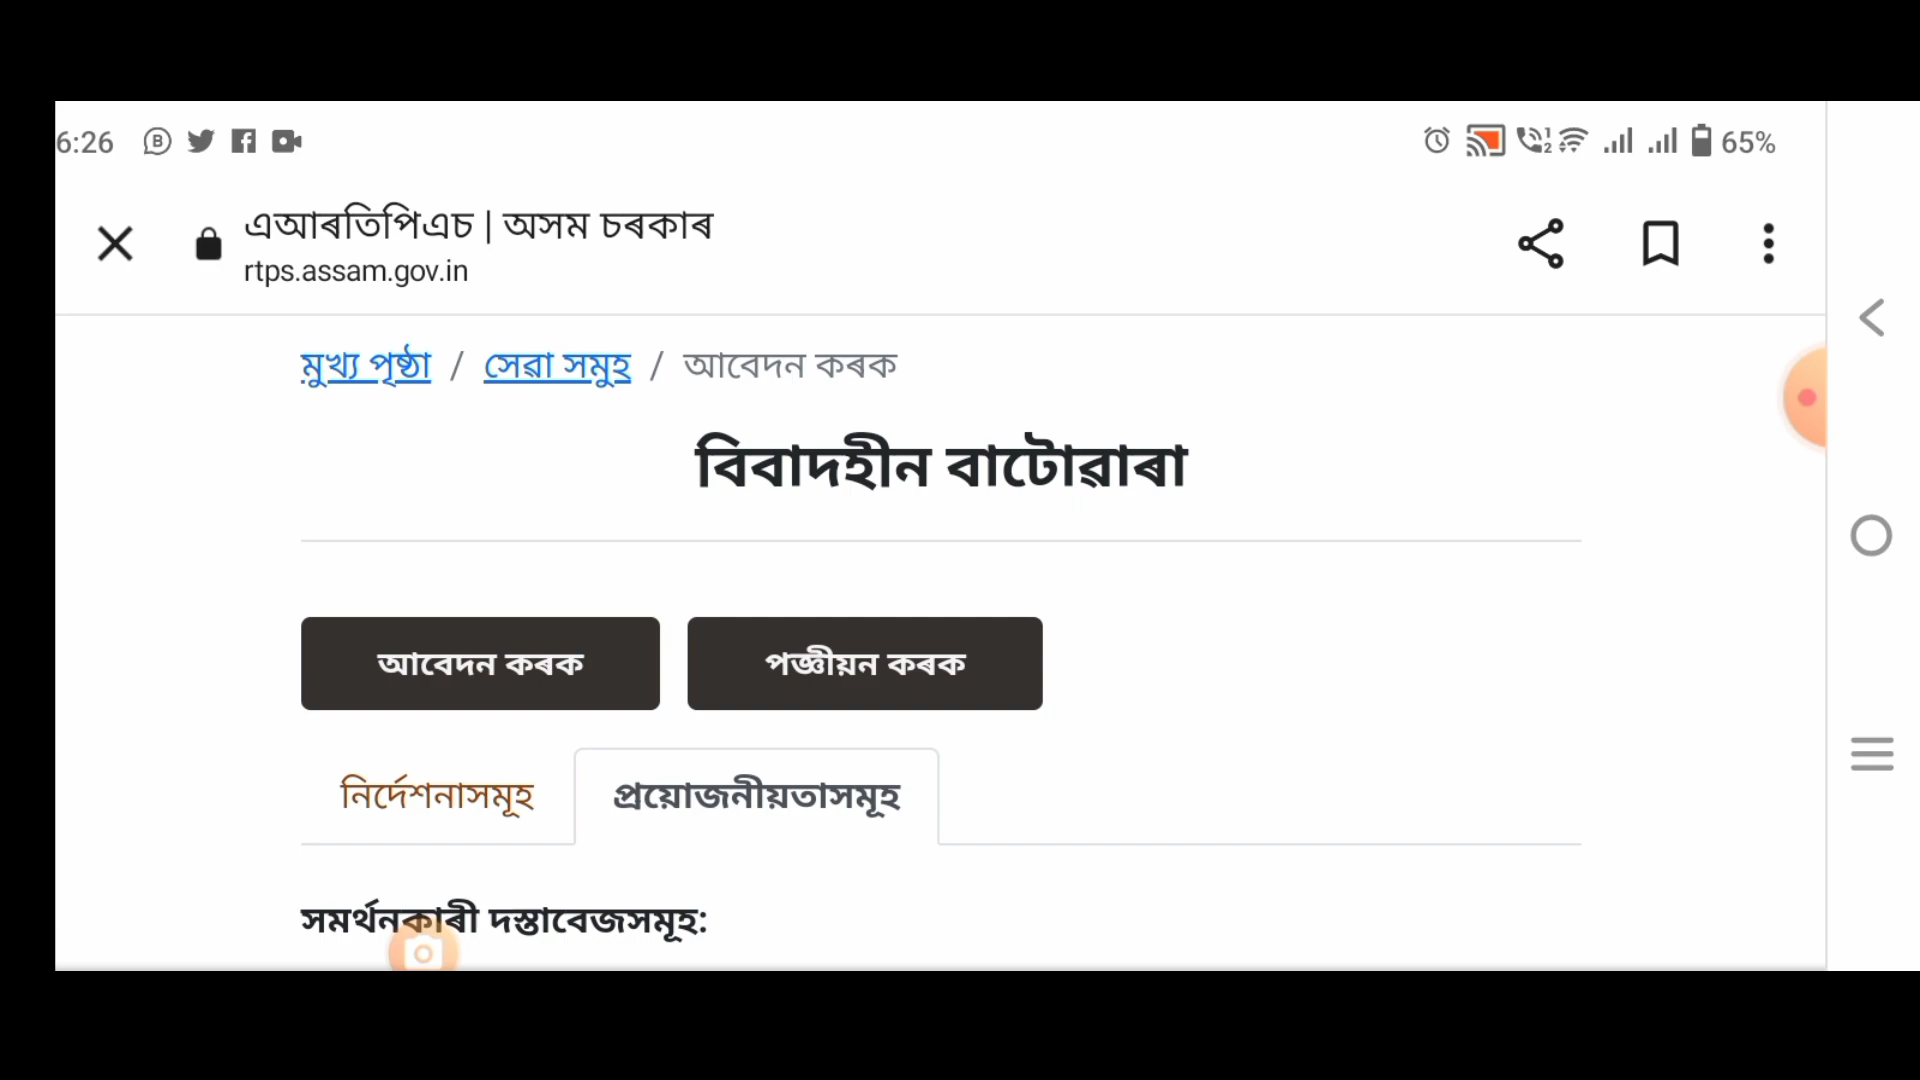 6:26 65%
এআৰতিপিএচ | অসম চৰকাৰ
rtps.assam.gov.in
মুখ্য পৃষ্ঠা / সেৱা সমুহ / আবেদন কৰক
বিবাদহীন বাটোৱাৰা
আবেদন কৰক পজ্ঞীয়ন কৰক
নিৰ্দেশনাসমূহ প্ৰয়োজনীয়তাসমূহ
সমৰ্থনকাৰী দস্তাবেজসমূহ: